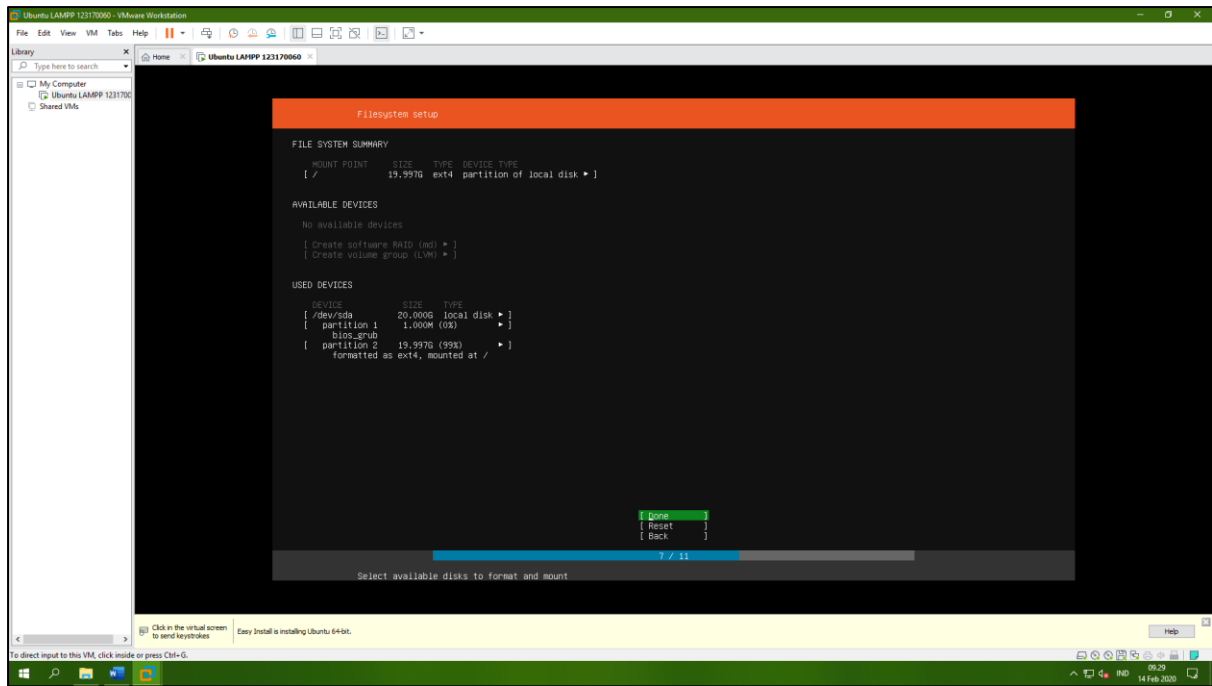 Ubuntu LAMPP 123170060 - VMware Workstation
File Edit View VM Tabs Help
Library
Type here to search
My Computer
Ubuntu LAMPP 1231700
Shared VMs
Home
Ubuntu LAMPP 123170060
Filesystem setup
FILE SYSTEM SUMMARY
MOUNT POINT SIZE TYPE DEVICE TYPE
[ / 19.997G ext4 partition of local disk ▸ ]
AVAILABLE DEVICES
No available devices
[ Create software RAID (md) ▸ ]
[ Create volume group (LVM) ▸ ]
USED DEVICES
DEVICE SIZE TYPE
[ /dev/sda 20.000G local disk ▸ ]
[ partition 1 1.000M (0%) ▸ ]
bios_grub
[ partition 2 19.997G (99%) ▸ ]
formatted as ext4, mounted at /
[ Done ]
[ Reset ]
[ Back ]
7 / 11
Select available disks to format and mount
Click in the virtual screen
to send keystrokes
Easy Install is installing Ubuntu 64-bit.
Help
To direct input to this VM, click inside or press Ctrl+G.
IND
09.29
14 Feb 2020